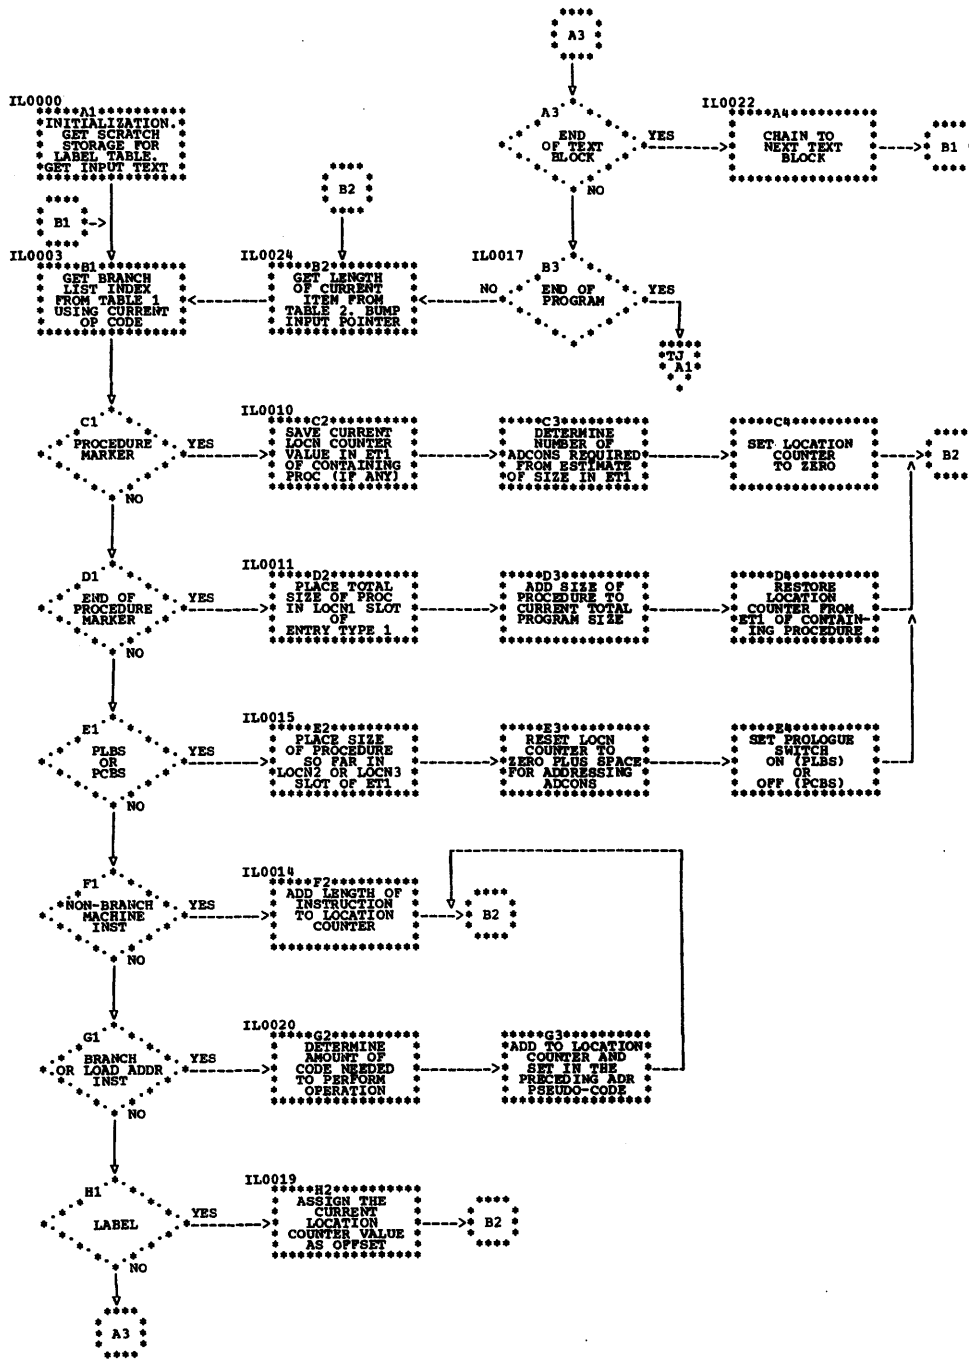 A3
IL0000
A1
INITIALIZATION.
GET SCRATCH
STORAGE FOR
LABEL TABLE.
GET INPUT TEXT
A3
END
OF TEXT
BLOCK
YES
NO
IL0022
A4
CHAIN TO
NEXT TEXT
BLOCK
B1
B1
B2
IL0003
B1
GET BRANCH
LIST INDEX
FROM TABLE 1
USING CURRENT
OP CODE
IL0024
B2
GET LENGTH
OF CURRENT
ITEM FROM
TABLE 2. BUMP
INPUT POINTER
IL0017
NO
B3
END OF
PROGRAM
YES
TJ
A1
C1
PROCEDURE
MARKER
YES
NO
IL0010
C2
SAVE CURRENT
LOCN COUNTER
VALUE IN ET1
OF CONTAINING
PROC (IF ANY)
C3
DETERMINE
NUMBER OF
ADCONS REQUIRED
FROM ESTIMATE
OF SIZE IN ET1
C4
SET LOCATION
COUNTER
TO ZERO
B2
D1
END OF
PROCEDURE
MARKER
YES
NO
IL0011
D2
PLACE TOTAL
SIZE OF PROC
IN LOCN1 SLOT
OF
ENTRY TYPE 1
D3
ADD SIZE OF
PROCEDURE TO
CURRENT TOTAL
PROGRAM SIZE
D4
RESTORE
LOCATION
COUNTER FROM
ET1 OF CONTAIN-
ING PROCEDURE
E1
PLBS
OR
PCBS
YES
NO
IL0015
E2
PLACE SIZE
OF PROCEDURE
SO FAR IN
LOCN2 OR LOCN3
SLOT OF ET1
E3
RESET LOCN
COUNTER TO
ZERO PLUS SPACE
FOR ADDRESSING
ADCONS
E4
SET PROLOGUE
SWITCH
ON (PLBS)
OR
OFF (PCBS)
F1
NON-BRANCH
MACHINE
INST
YES
NO
IL0014
F2
ADD LENGTH OF
INSTRUCTION
TO LOCATION
COUNTER
B2
G1
BRANCH
OR LOAD ADDR
INST
YES
NO
IL0020
G2
DETERMINE
AMOUNT OF
CODE NEEDED
TO PERFORM
OPERATION
G3
ADD TO LOCATION
COUNTER AND
SET IN THE
PRECEDING ADR
PSEUDO-CODE
H1
LABEL
YES
NO
IL0019
H2
ASSIGN THE
CURRENT
LOCATION
COUNTER VALUE
AS OFFSET
B2
A3